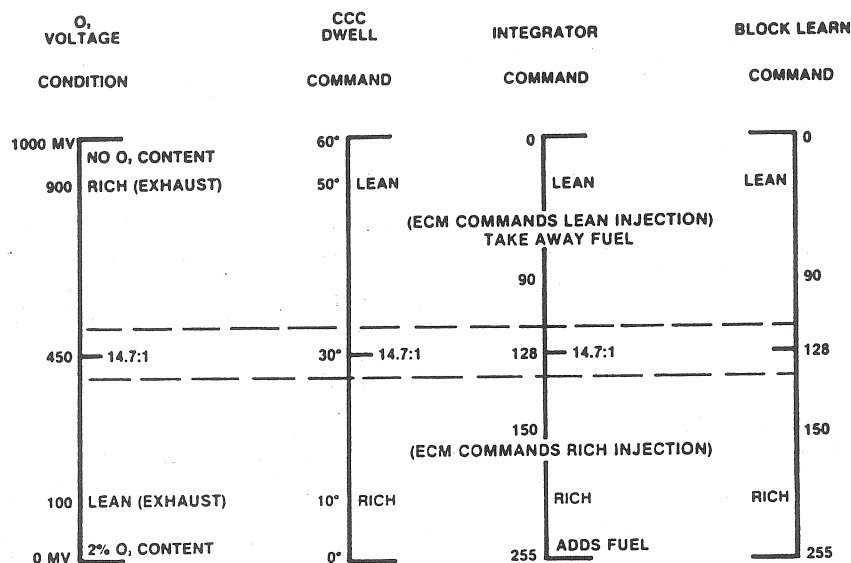 O₂ VOLTAGE
CONDITION
CCC DWELL
COMMAND
INTEGRATOR
COMMAND
BLOCK LEARN
COMMAND
1000 MV
NO O₂ CONTENT
900
RICH (EXHAUST)
450
14.7:1
100
LEAN (EXHAUST)
2% O₂ CONTENT
0 MV
60°
50°
LEAN
30°
14.7:1
10°
RICH
0°
0
LEAN
(ECM COMMANDS LEAN INJECTION)
TAKE AWAY FUEL
90
128
14.7:1
150
(ECM COMMANDS RICH INJECTION)
RICH
ADDS FUEL
255
0
LEAN
90
128
150
RICH
255